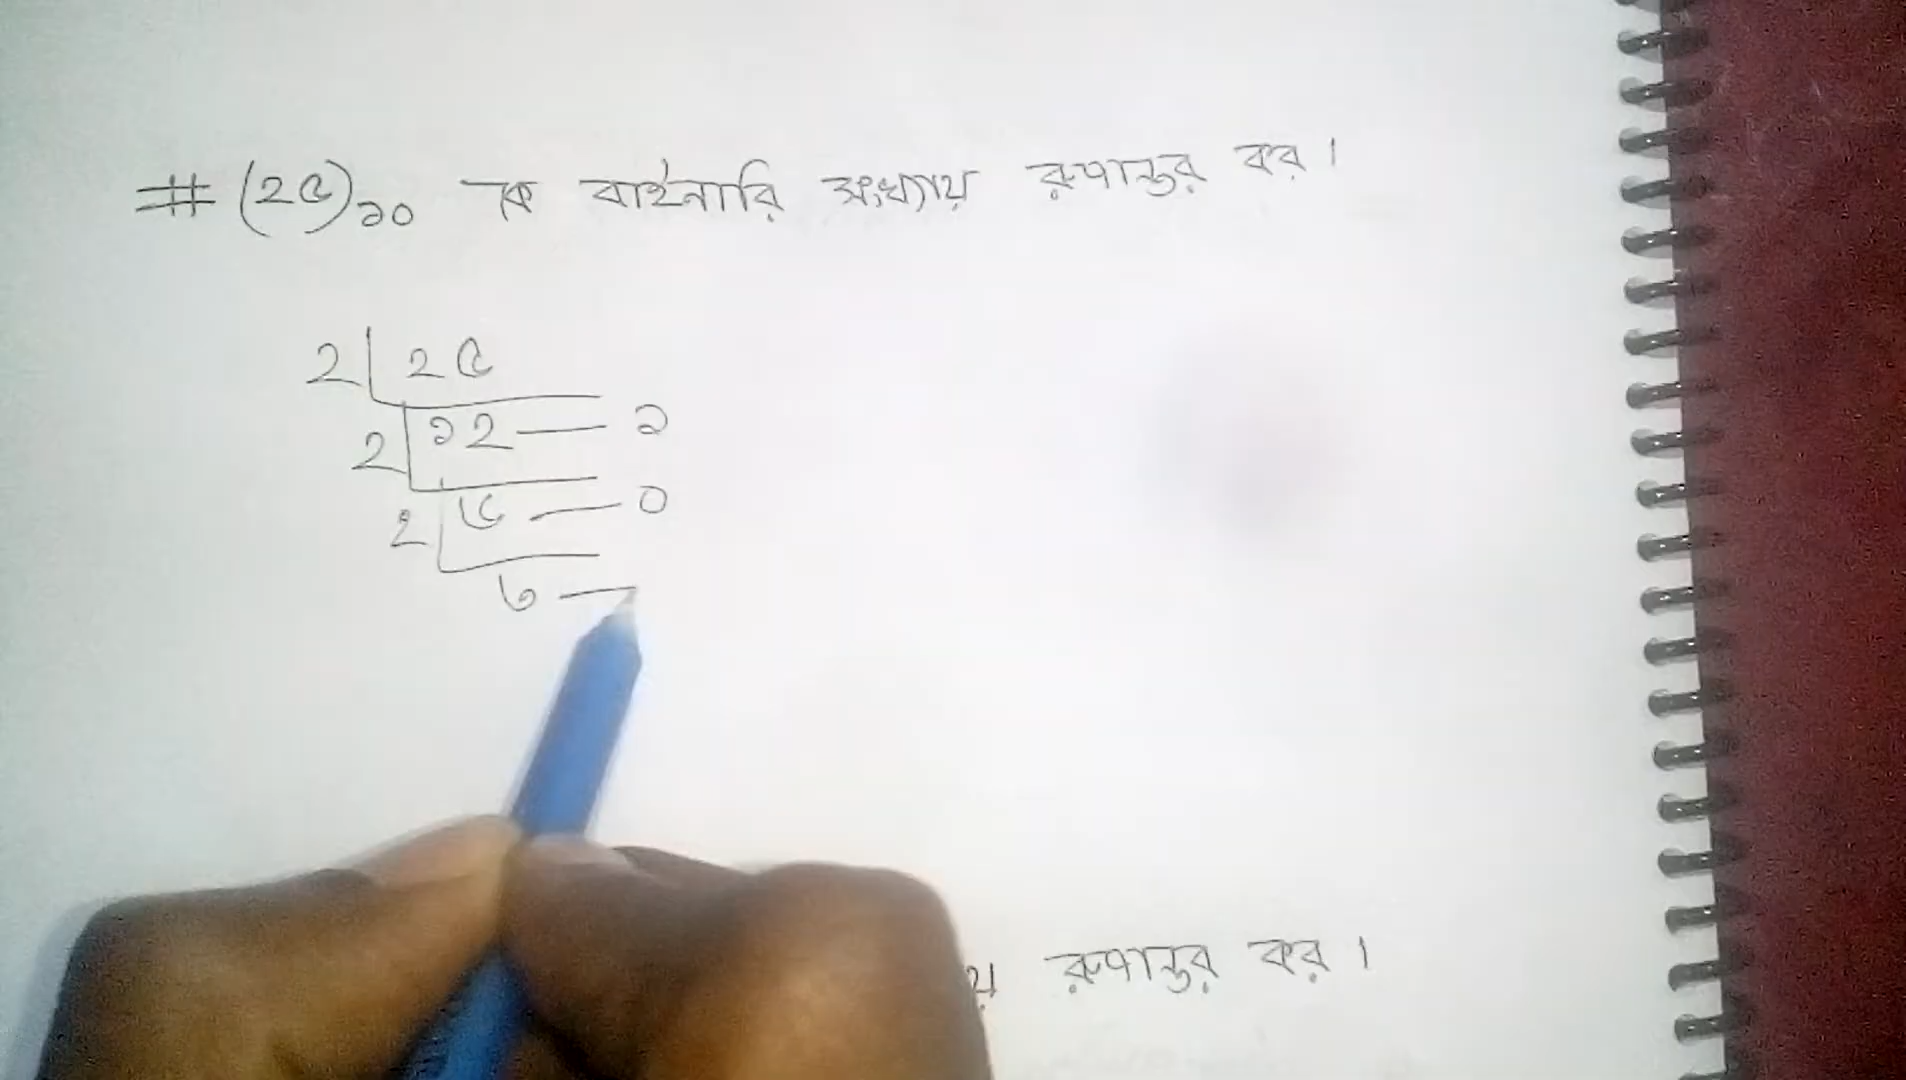 # (২৫)১০ কে বাইনারি সংখ্যায় রুপান্তর কর।
২ | ২৫
২ | ১২ — ১
২ | ৬ — ০
৩ —
রুপান্তর কর।